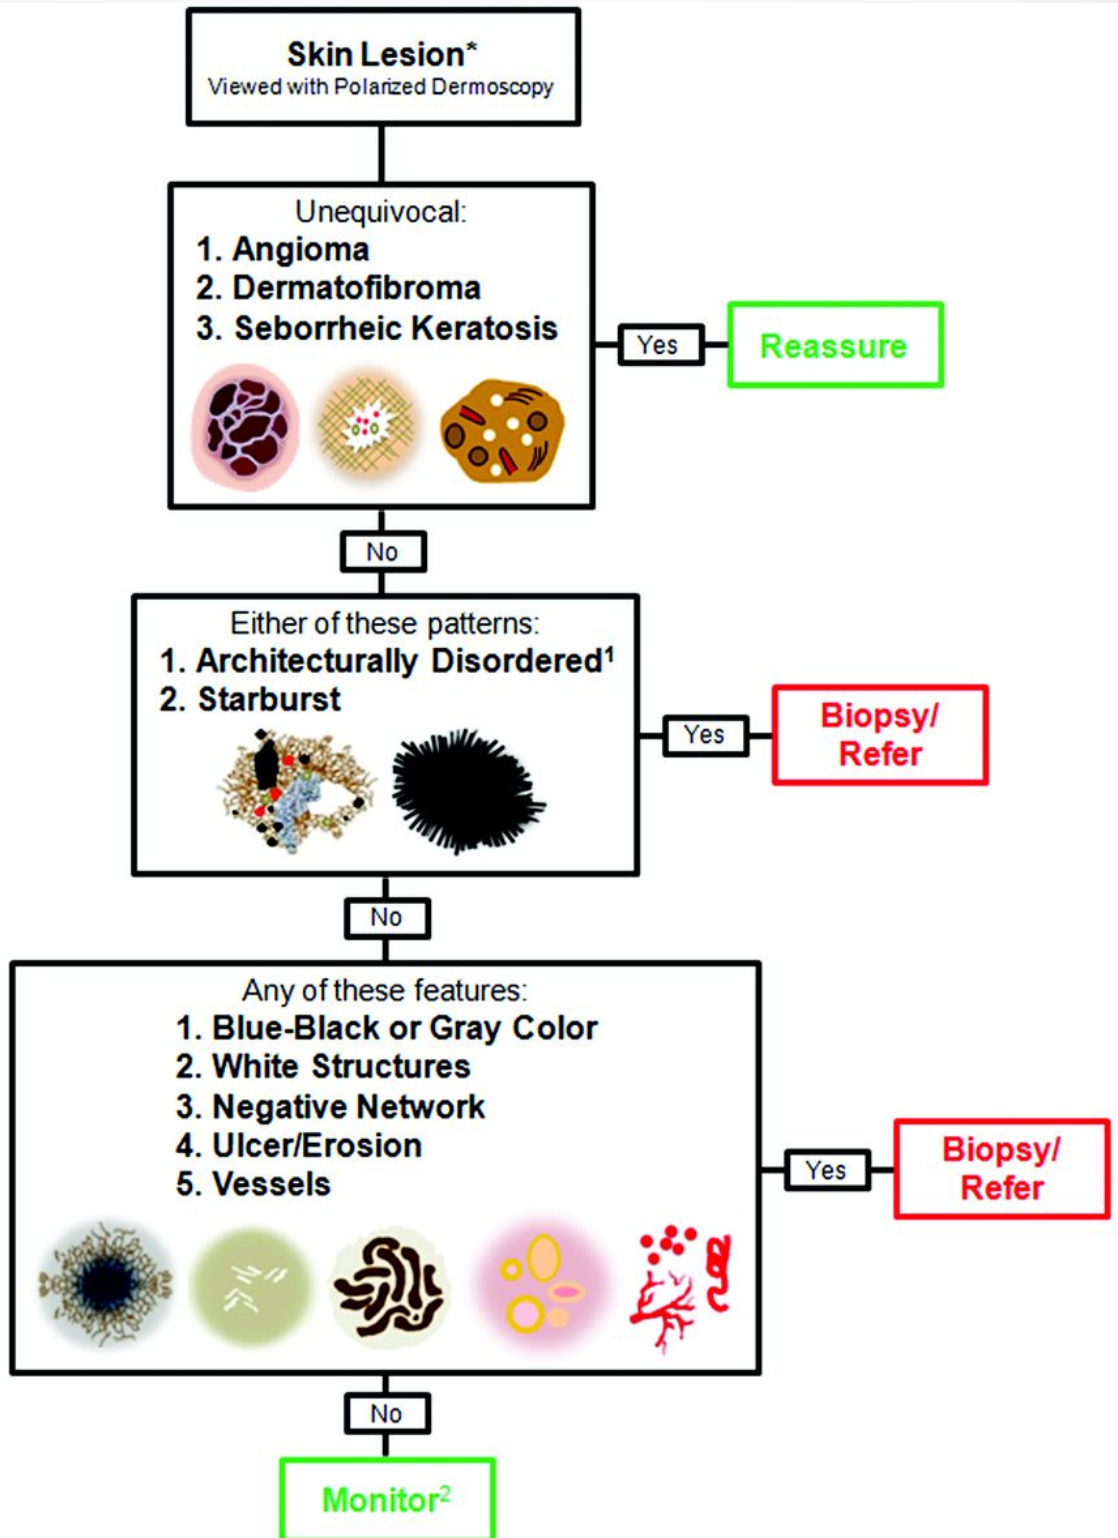 Skin Lesion*
Viewed with Polarized Dermoscopy
Unequivocal:
1. Angioma
2. Dermatofibroma
3. Seborrheic Keratosis
Yes
Reassure
No
Either of these patterns:
1. Architecturally Disordered¹
2. Starburst
Yes
Biopsy/
Refer
No
Any of these features:
1. Blue-Black or Gray Color
2. White Structures
3. Negative Network
4. Ulcer/Erosion
5. Vessels
Yes
Biopsy/
Refer
No
Monitor²